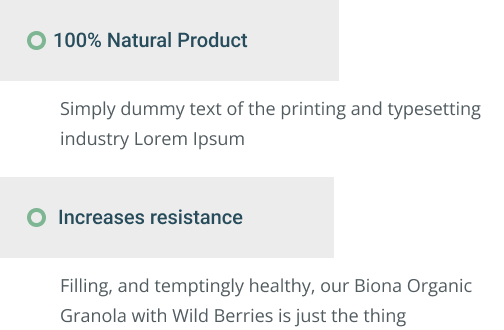 100% Natural Product
Simply dummy text of the printing and typesetting
industry Lorem Ipsum
Increases resistance
Filling, and temptingly healthy, our Biona Organic
Granola with Wild Berries is just the thing